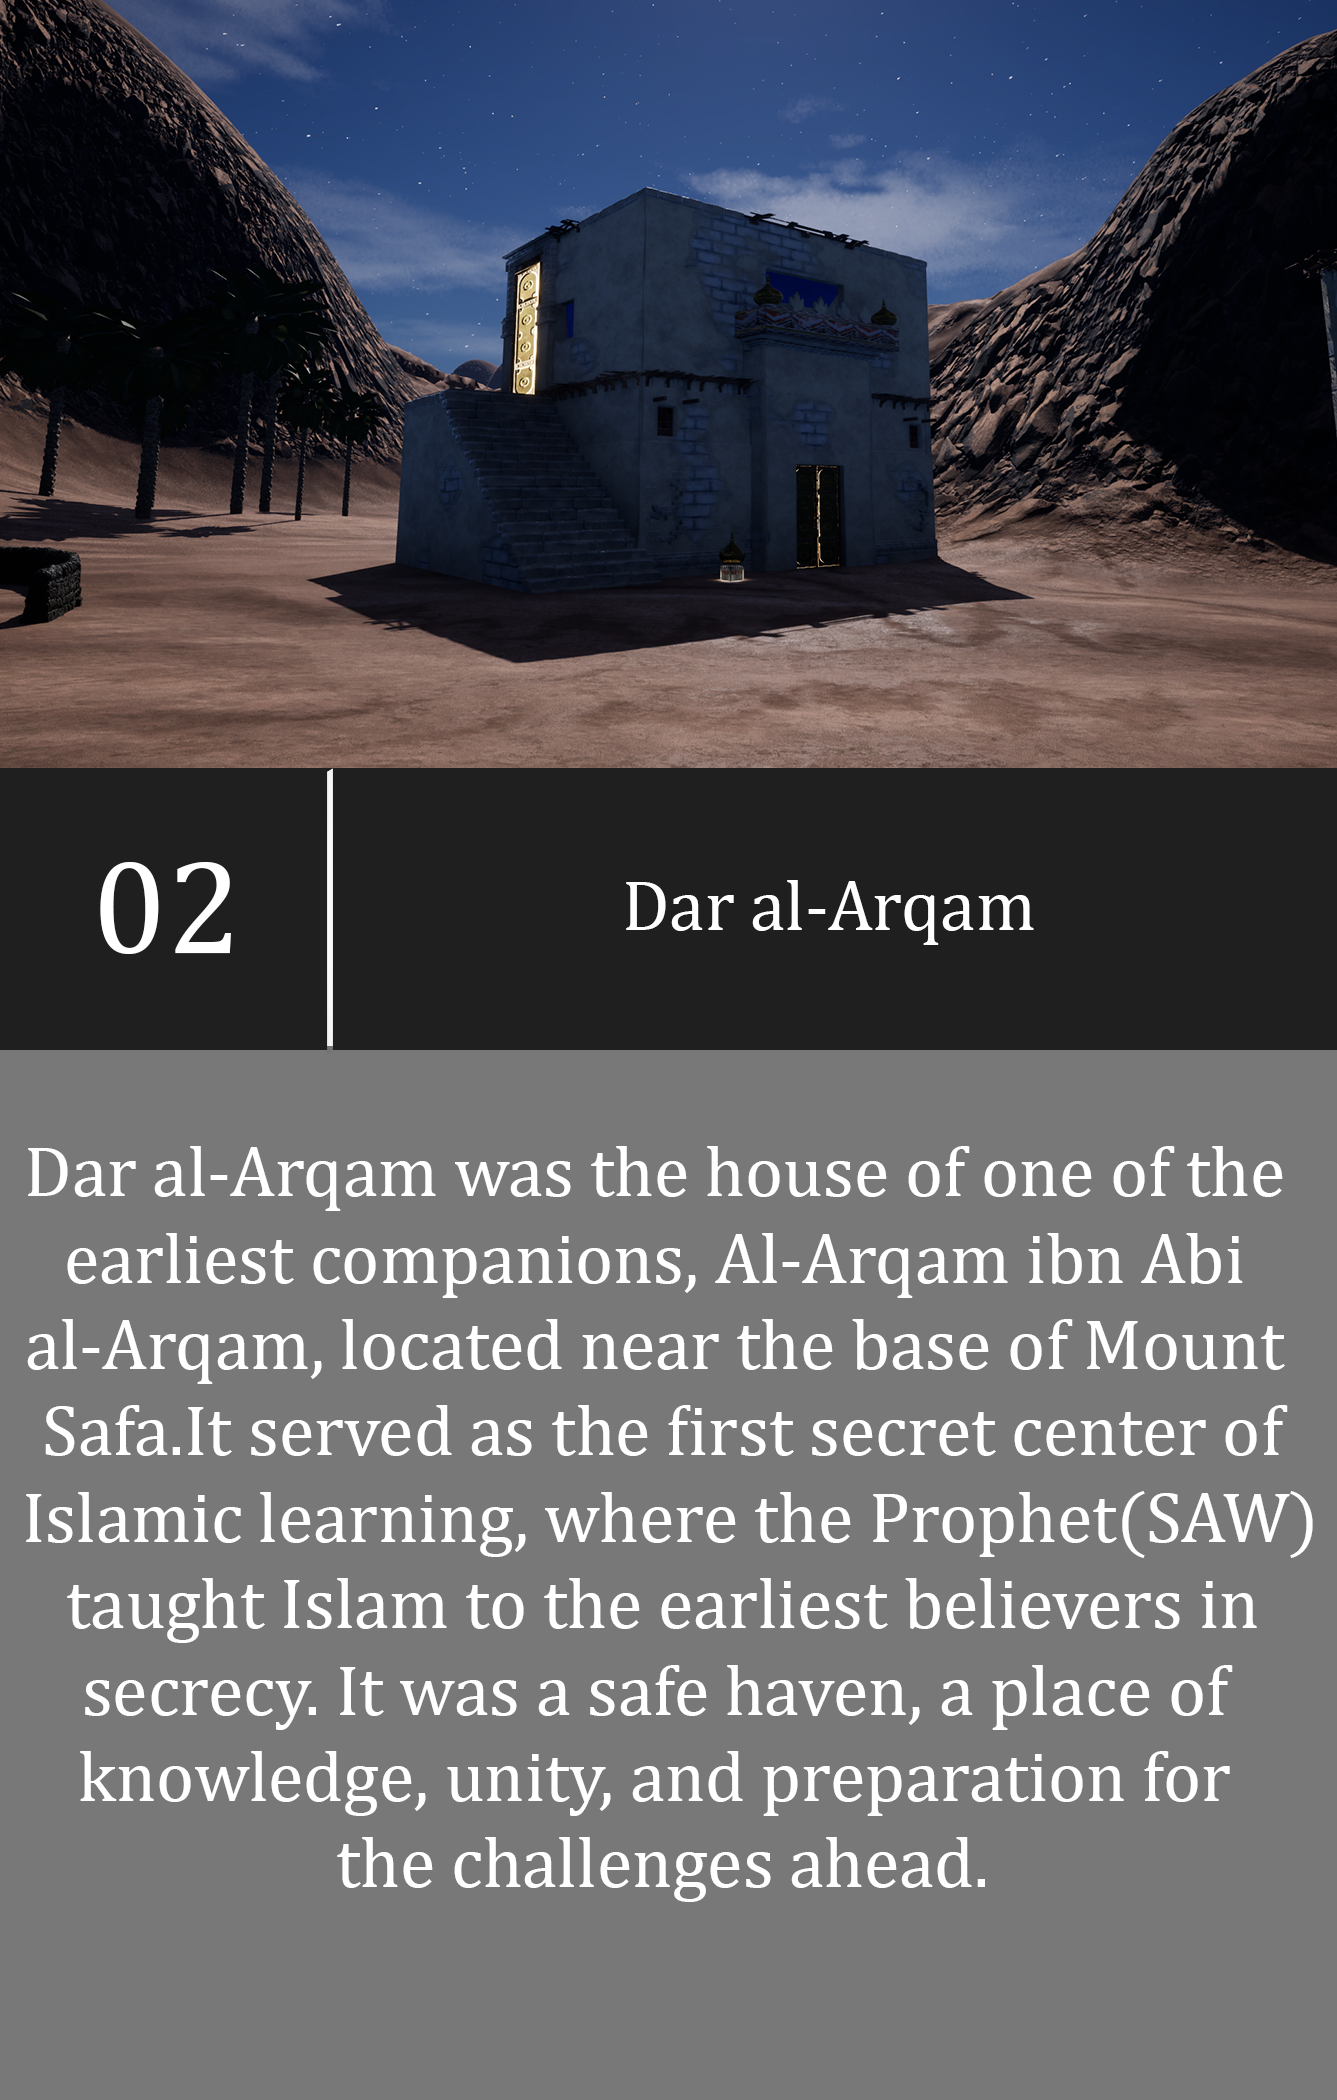 02
Dar al-Arqam
Dar al-Arqam was the house of one of the
earliest companions, Al-Arqam ibn Abi
al-Arqam, located near the base of Mount
Safa.It served as the first secret center of
Islamic learning, where the Prophet(SAW)
taught Islam to the earliest believers in
secrecy. It was a safe haven, a place of
knowledge, unity, and preparation for
the challenges ahead.